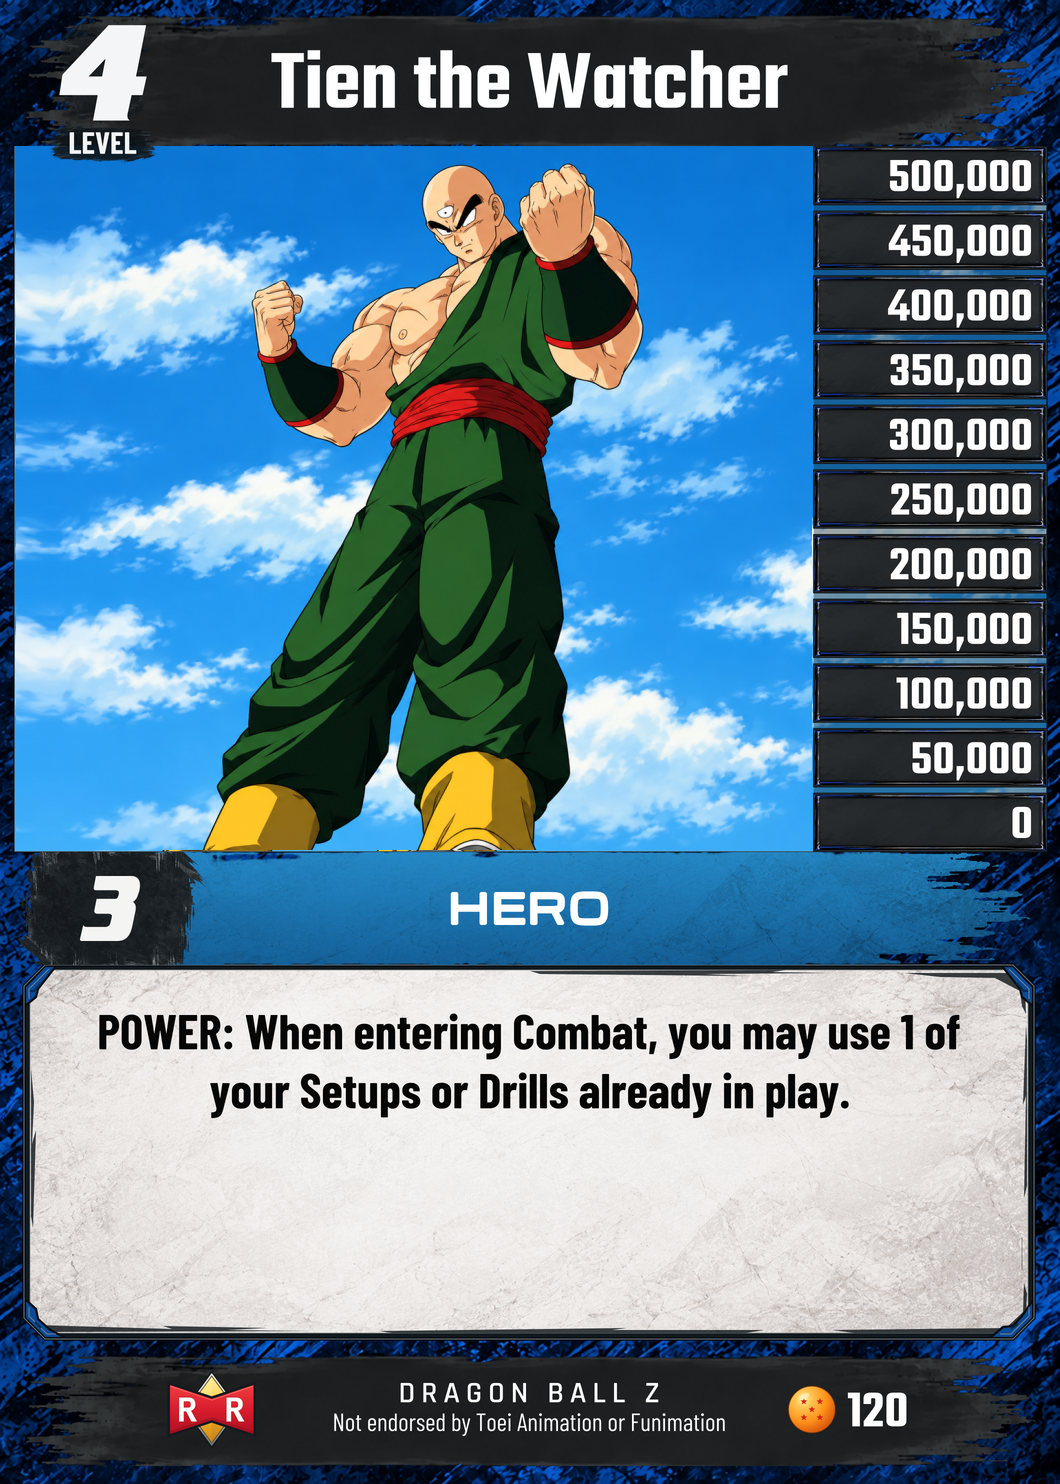 4
LEVEL
Tien the Watcher
500,000
450,000
400,000
350,000
300,000
250,000
200,000
150,000
100,000
50,000
0
3
HERO
POWER: When entering Combat, you may use 1 of
your Setups or Drills already in play.
R R
DRAGON BALL Z
Not endorsed by Toei Animation or Funimation
120